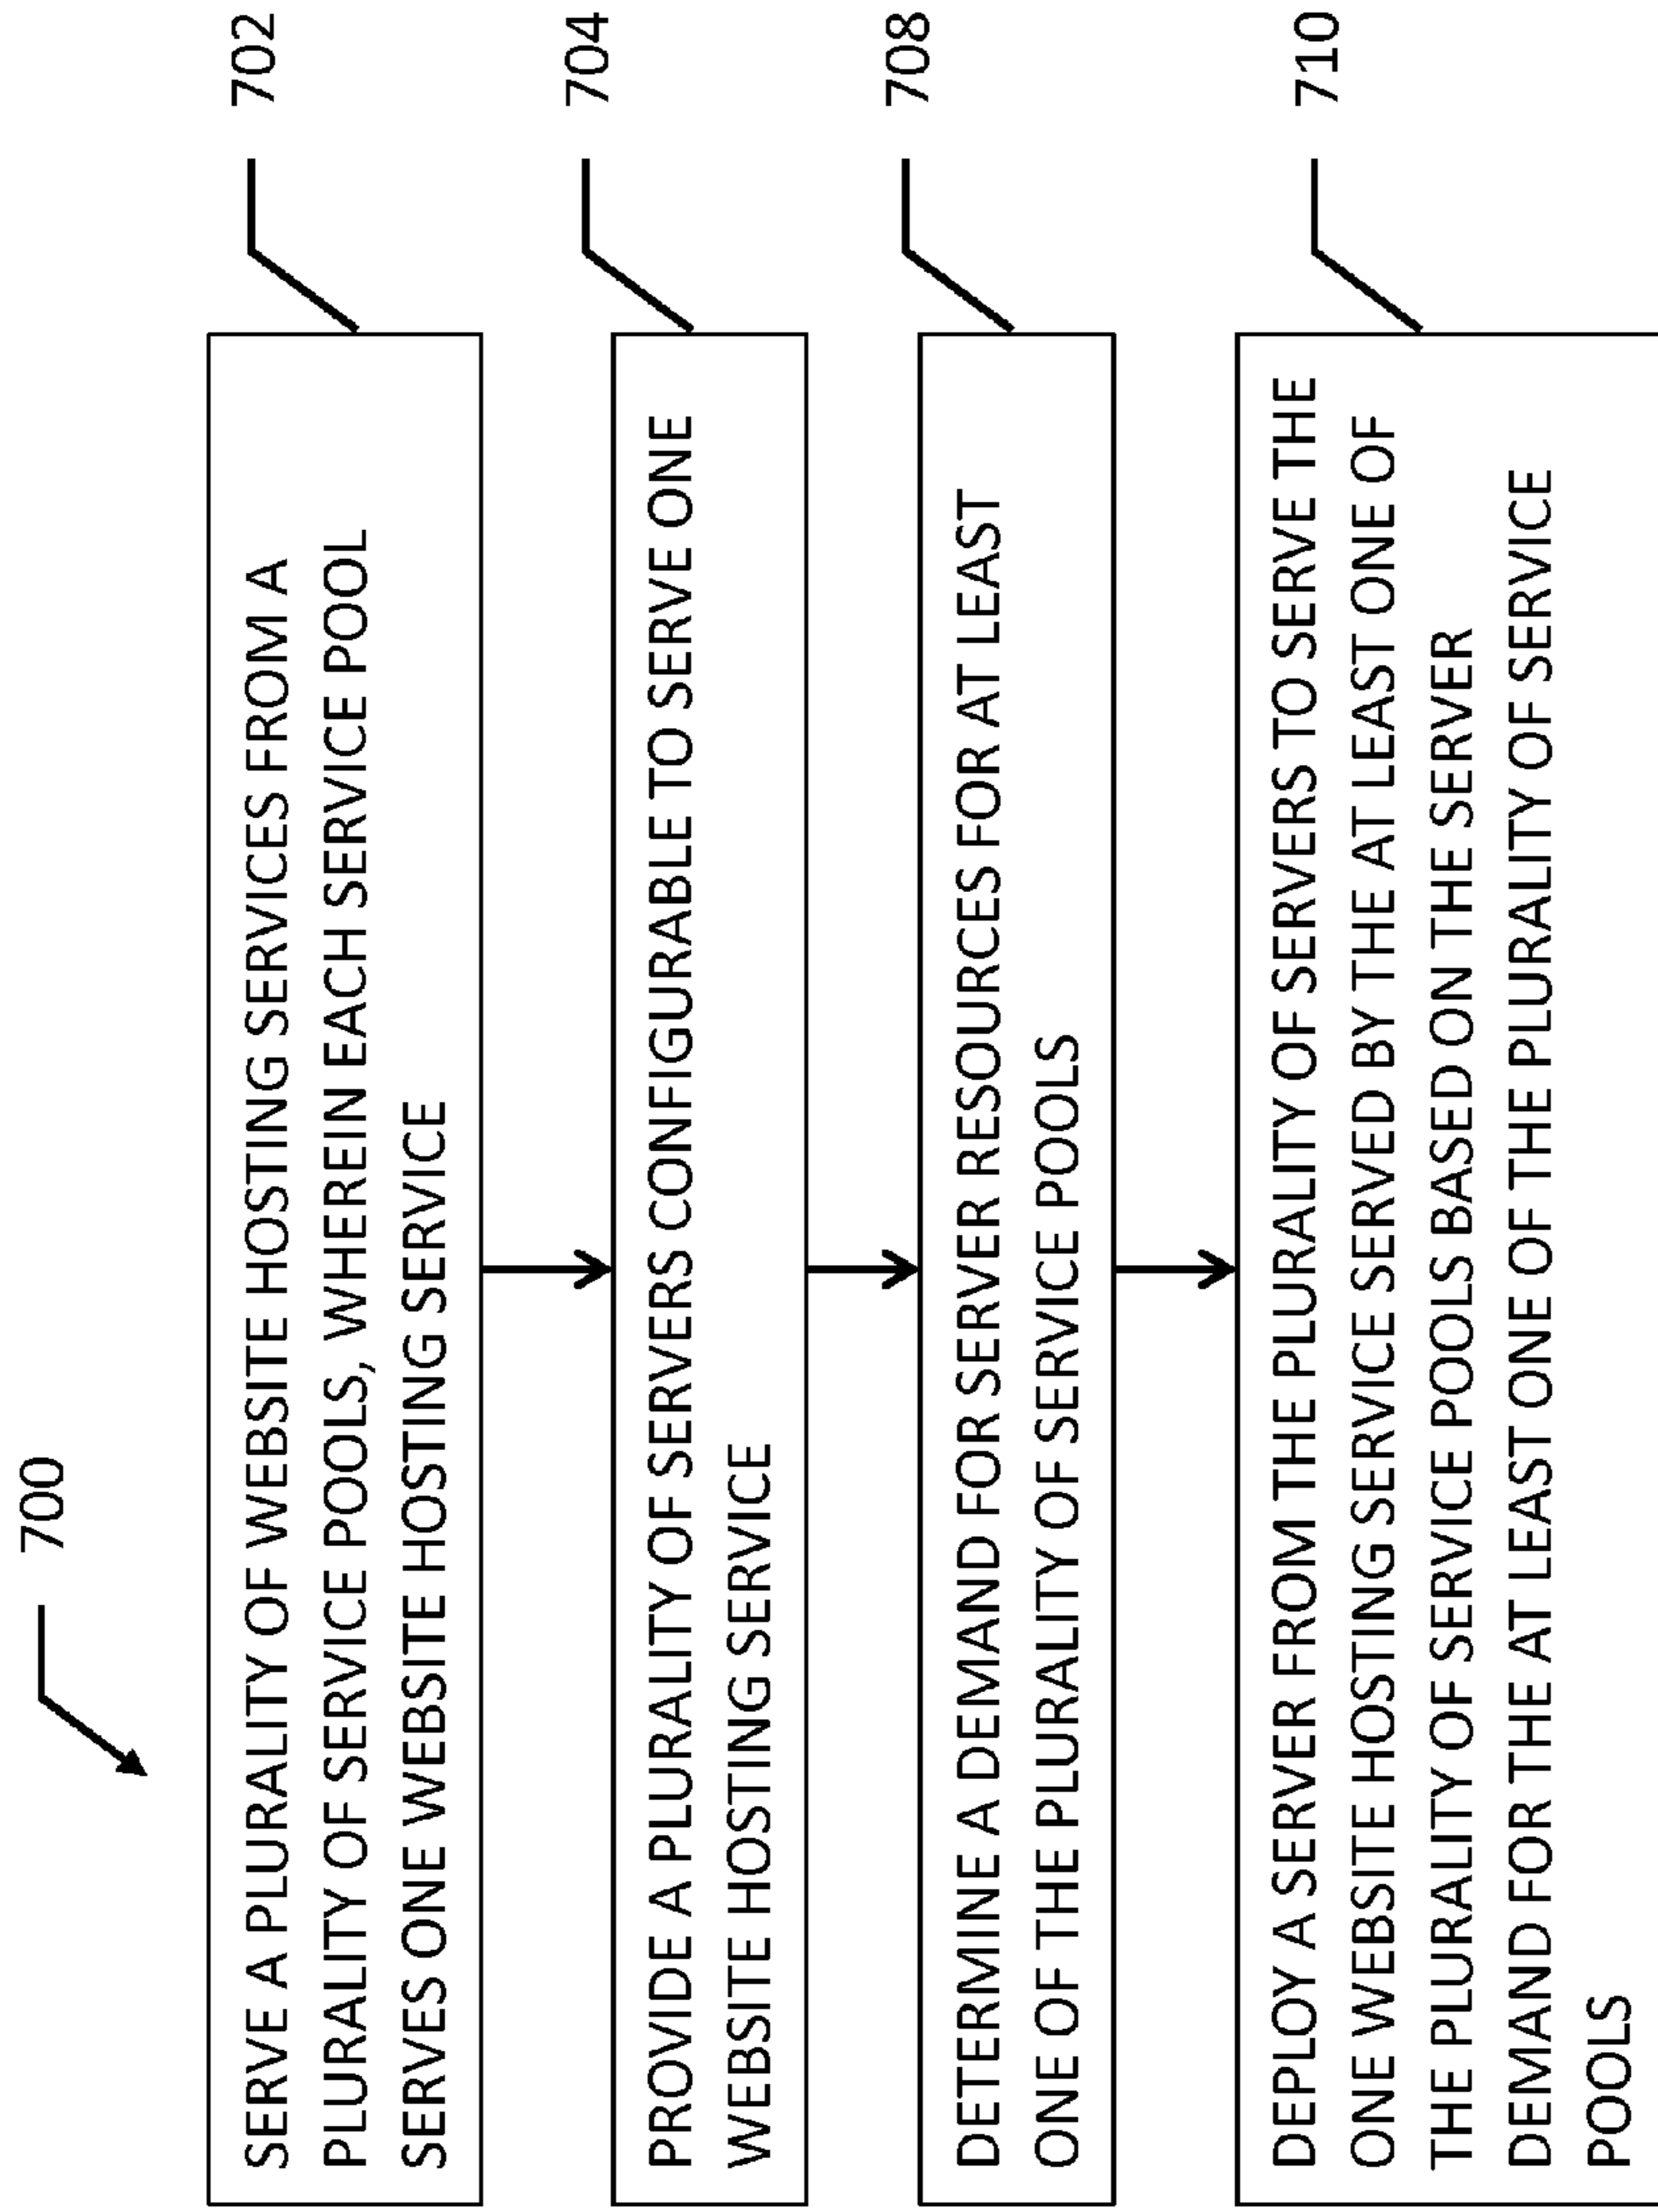 700
SERVE A PLURALITY OF WEBSITE HOSTING SERVICES FROM A
PLURALITY OF SERVICE POOLS, WHEREIN EACH SERVICE POOL
SERVES ONE WEBSITE HOSTING SERVICE
702
PROVIDE A PLURALITY OF SERVERS CONFIGURABLE TO SERVE ONE
WEBSITE HOSTING SERVICE
704
DETERMINE A DEMAND FOR SERVER RESOURCES FOR AT LEAST
ONE OF THE PLURALITY OF SERVICE POOLS
708
DEPLOY A SERVER FROM THE PLURALITY OF SERVERS TO SERVE THE
ONE WEBSITE HOSTING SERVICE SERVED BY THE AT LEAST ONE OF
THE PLURALITY OF SERVICE POOLS BASED ON THE SERVER
DEMAND FOR THE AT LEAST ONE OF THE PLURALITY OF SERVICE
POOLS
710